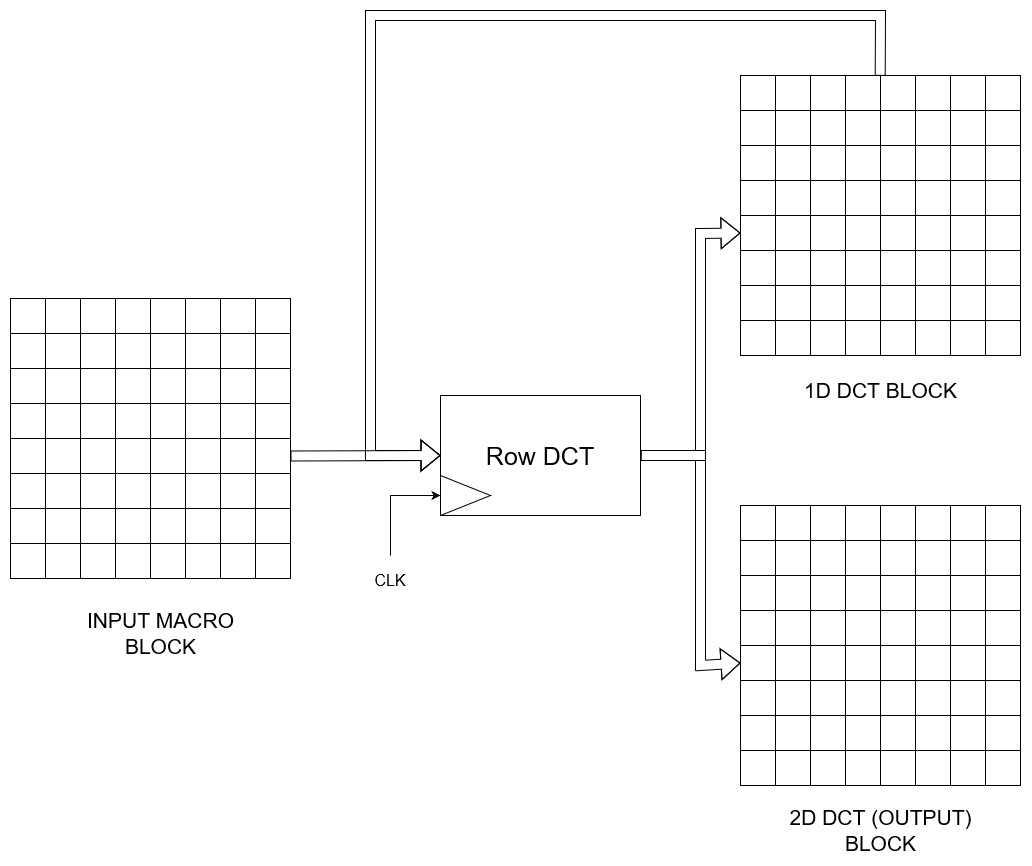 1D DCT BLOCK
Row DCT
CLK
INPUT MACRO
BLOCK
2D DCT (OUTPUT)
BLOCK